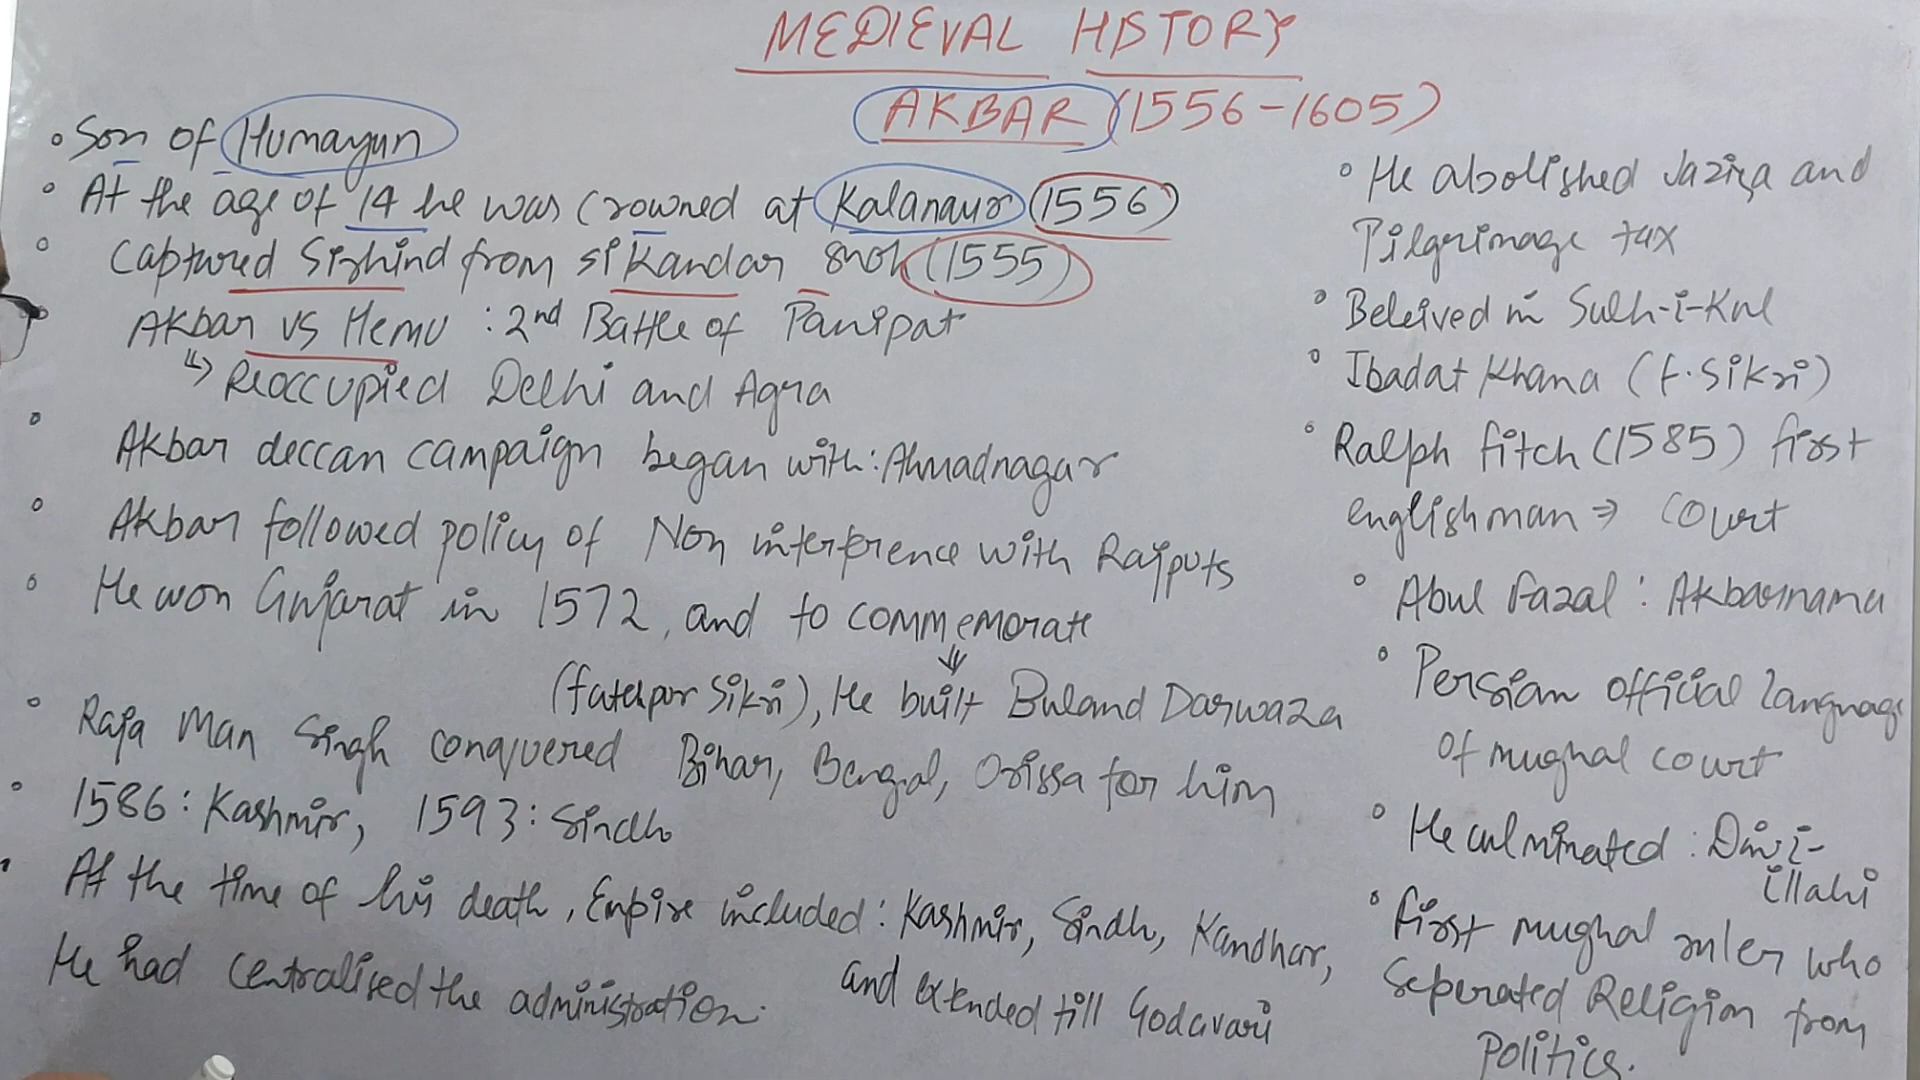 MEDIEVAL HISTORY
AKBAR (1556-1605)
• Son of Humayun
• At the age of 14 he was crowned at Kalanaur (1556)
• Captured Sirhind from Sikandar Shah (1555)
• Akbar vs Hemu : 2nd Battle of Panipat
↳ Reoccupied Delhi and Agra
• Akbar deccan campaign began with: Ahmadnagar
• Akbar followed policy of Non interference with Rajputs
• He won Gujarat in 1572, and to commemorate
(fatehpur Sikri), He built Buland Darwaza
• Raja Man Singh conquered Bihar, Bengal, Orissa for him
• 1586: Kashmir, 1593: Sindh
• At the time of his death, Empire included: Kashmir, Sindh, Kandhar,
and extended till Godavari
He had centralised the administration.
• He abolished Jaziya and
Pilgrimage tax
• Beleived in Sulh-i-Kul
• Ibadat Khana (f. Sikri)
• Ralph fitch (1585) first
englishman ⇒ court
• Abul fazal : Akbarnama
• Persian official language
of mughal court
• He culminated : Din-i-
illahi
• first mughal ruler who
Seperated Religion from
Politics.